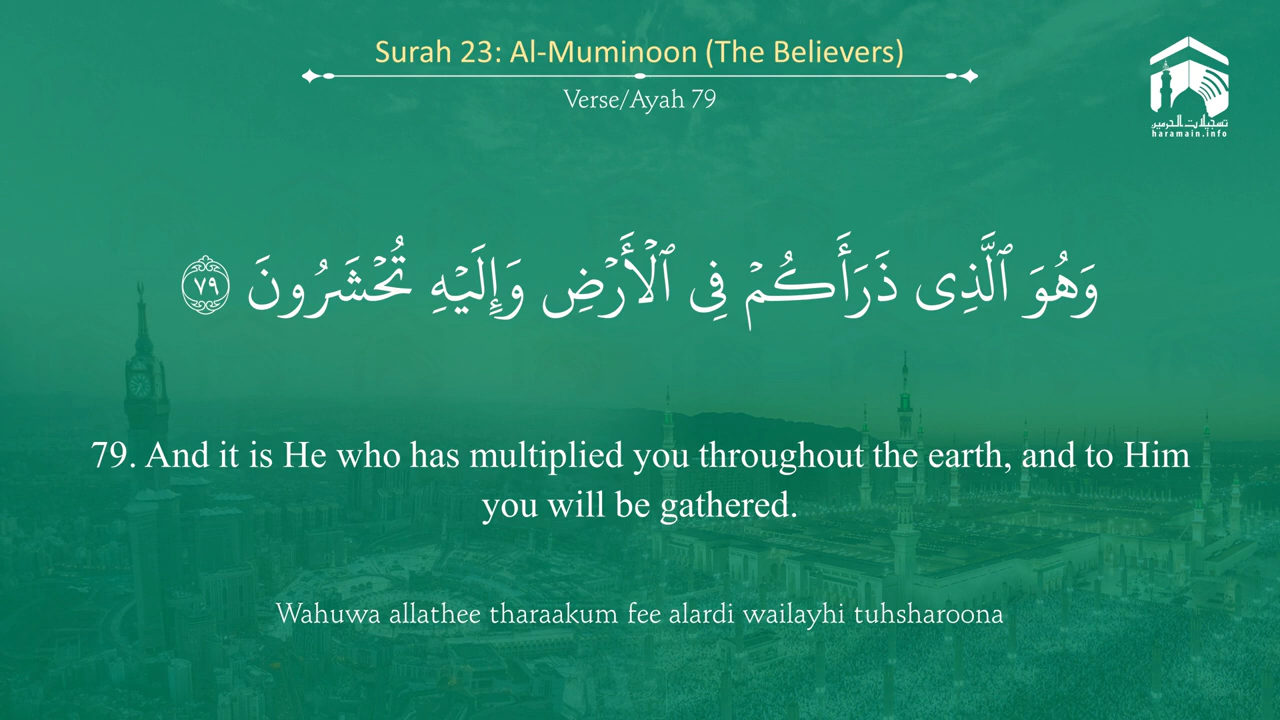 Surah 23: Al-Muminoon (The Believers)
Verse/Ayah 79
تسجيلات الحرمين
haramain.info
وَهُوَ ٱلَّذِى ذَرَأَكُمْ فِى ٱلْأَرْضِ وَإِلَيْهِ تُحْشَرُونَ ٧٩
79. And it is He who has multiplied you throughout the earth, and to Him
you will be gathered.
Wahuwa allathee tharaakum fee alardi wailayhi tuhsharoona